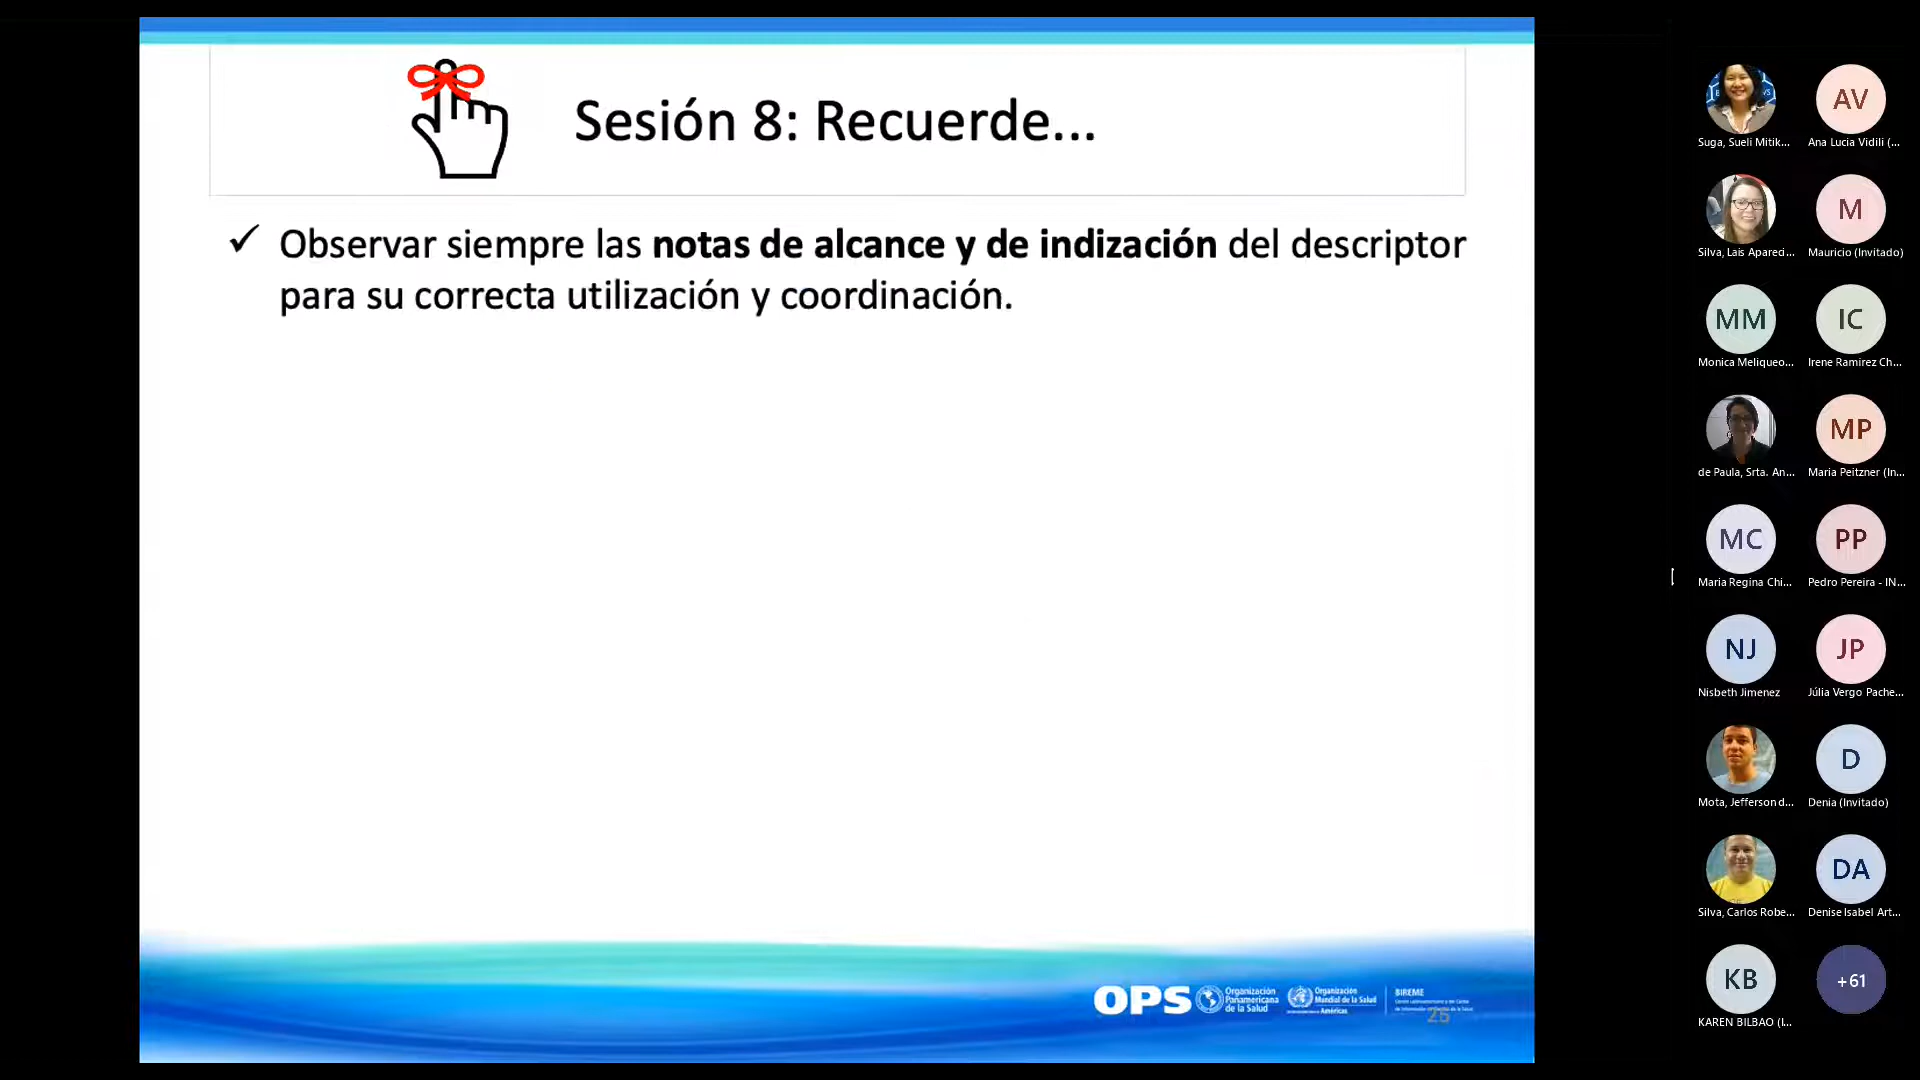 Sesión 8: Recuerde...
✓ Observar siempre las notas de alcance y de indización del descriptor
para su correcta utilización y coordinación.
OPS
Organización
Panamericana
de la Salud
Organización
Mundial de la Salud
Américas
BIREME
26
Suga, Sueli Mitik...
AV
Ana Lucia Vidili (...
Silva, Lais Apareci...
M
Mauricio (Invitado)
MM
Monica Meliqueo...
IC
Irene Ramirez Ch...
de Paula, Srta. An...
MP
Maria Peitzner (In...
MC
Maria Regina Chi...
PP
Pedro Pereira - IN...
NJ
Nisbeth Jimenez
JP
Júlia Vergo Pache...
Mota, Jefferson d...
D
Denia (Invitado)
Silva, Carlos Robe...
DA
Denise Isabel Art...
KB
KAREN BILBAO (I...
+61